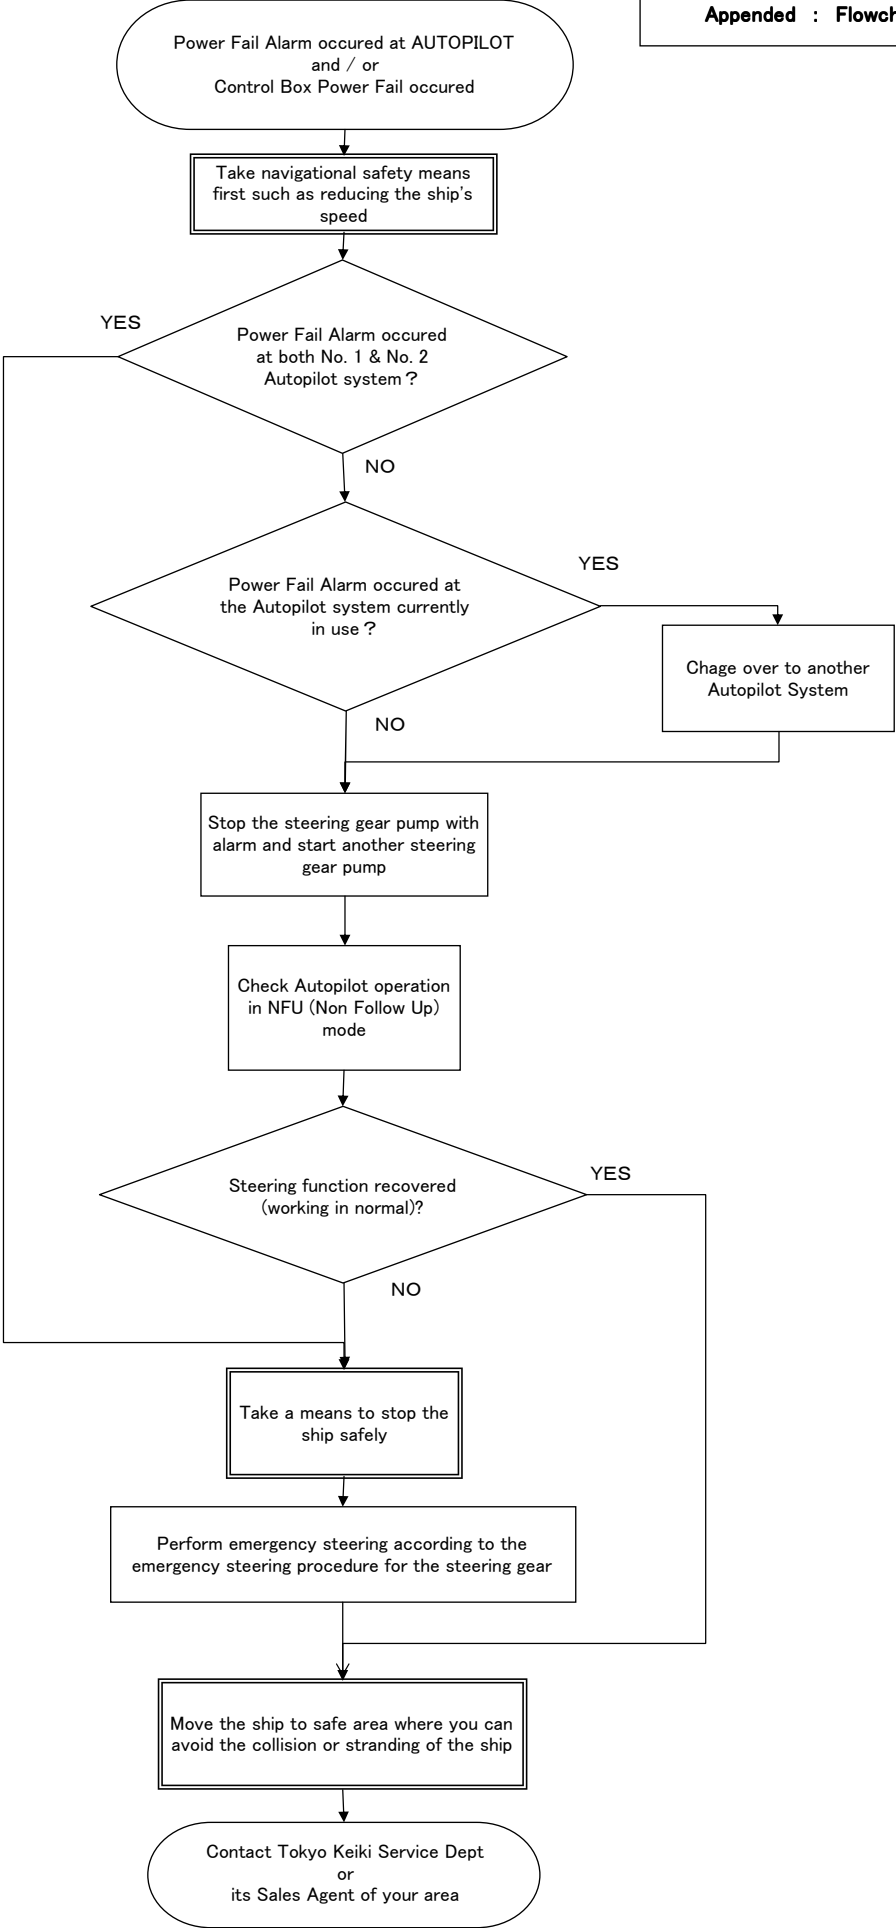 Appended : Flowch
Power Fail Alarm occured at AUTOPILOT
and / or
Control Box Power Fail occured
Take navigational safety means
first such as reducing the ship's
speed
YES
Power Fail Alarm occured
at both No. 1 & No. 2
Autopilot system?
NO
YES
Power Fail Alarm occured at
the Autopilot system currently
in use?
Chage over to another
Autopilot System
NO
Stop the steering gear pump with
alarm and start another steering
gear pump
Check Autopilot operation
in NFU (Non Follow Up)
mode
YES
Steering function recovered
(working in normal)?
NO
Take a means to stop the
ship safely
Perform emergency steering according to the
emergency steering procedure for the steering gear
Move the ship to safe area where you can
avoid the collision or stranding of the ship
Contact Tokyo Keiki Service Dept
or
its Sales Agent of your area